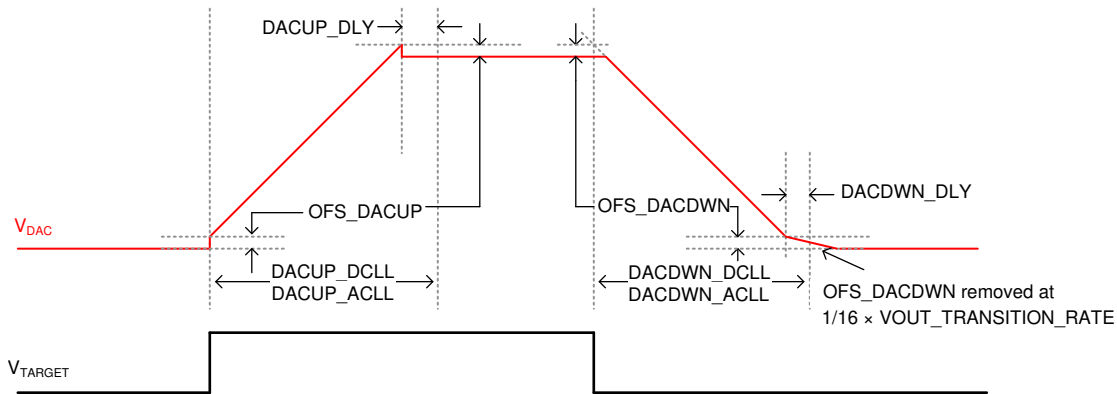 DACUP_DLY
DACDWN_DLY
OFS_DACUP
OFS_DACDWN
VDAC
DACUP_DCLL
DACUP_ACLL
DACDWN_DCLL
DACDWN_ACLL
OFS_DACDWN removed at
1/16 × VOUT_TRANSITION_RATE
VTARGET